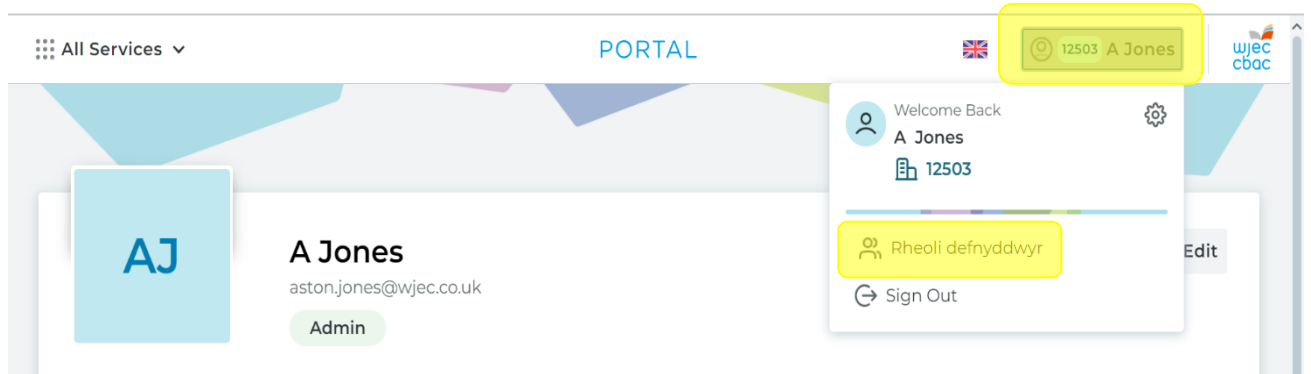 All Services
PORTAL
12503 A Jones
wjec
cbac
Welcome Back
A Jones
12503
Rheoli defnyddwyr
Sign Out
AJ
A Jones
aston.jones@wjec.co.uk
Admin
Edit